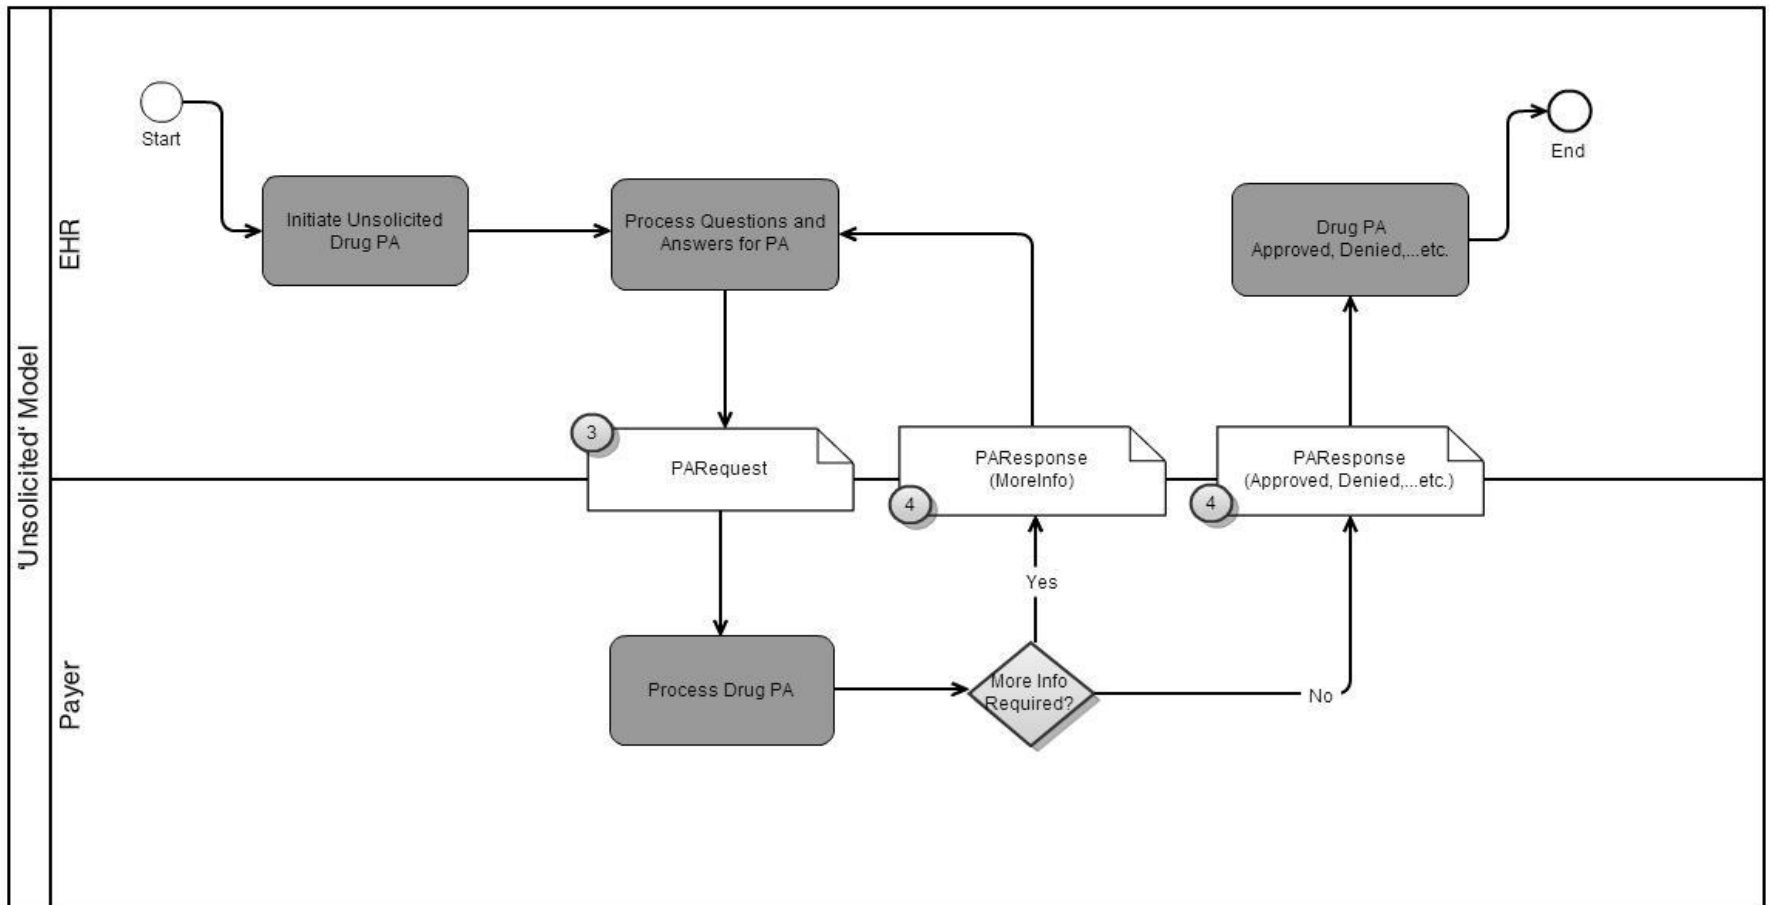 'Unsolicited' Model
EHR
Start
Initiate Unsolicited
Drug PA
Process Questions and
Answers for PA
Drug PA
Approved, Denied,...etc.
End
3
PARequest
PAResponse
(MoreInfo)
4
PAResponse
(Approved, Denied,...etc.)
4
Payer
Process Drug PA
More Info
Required?
Yes
No